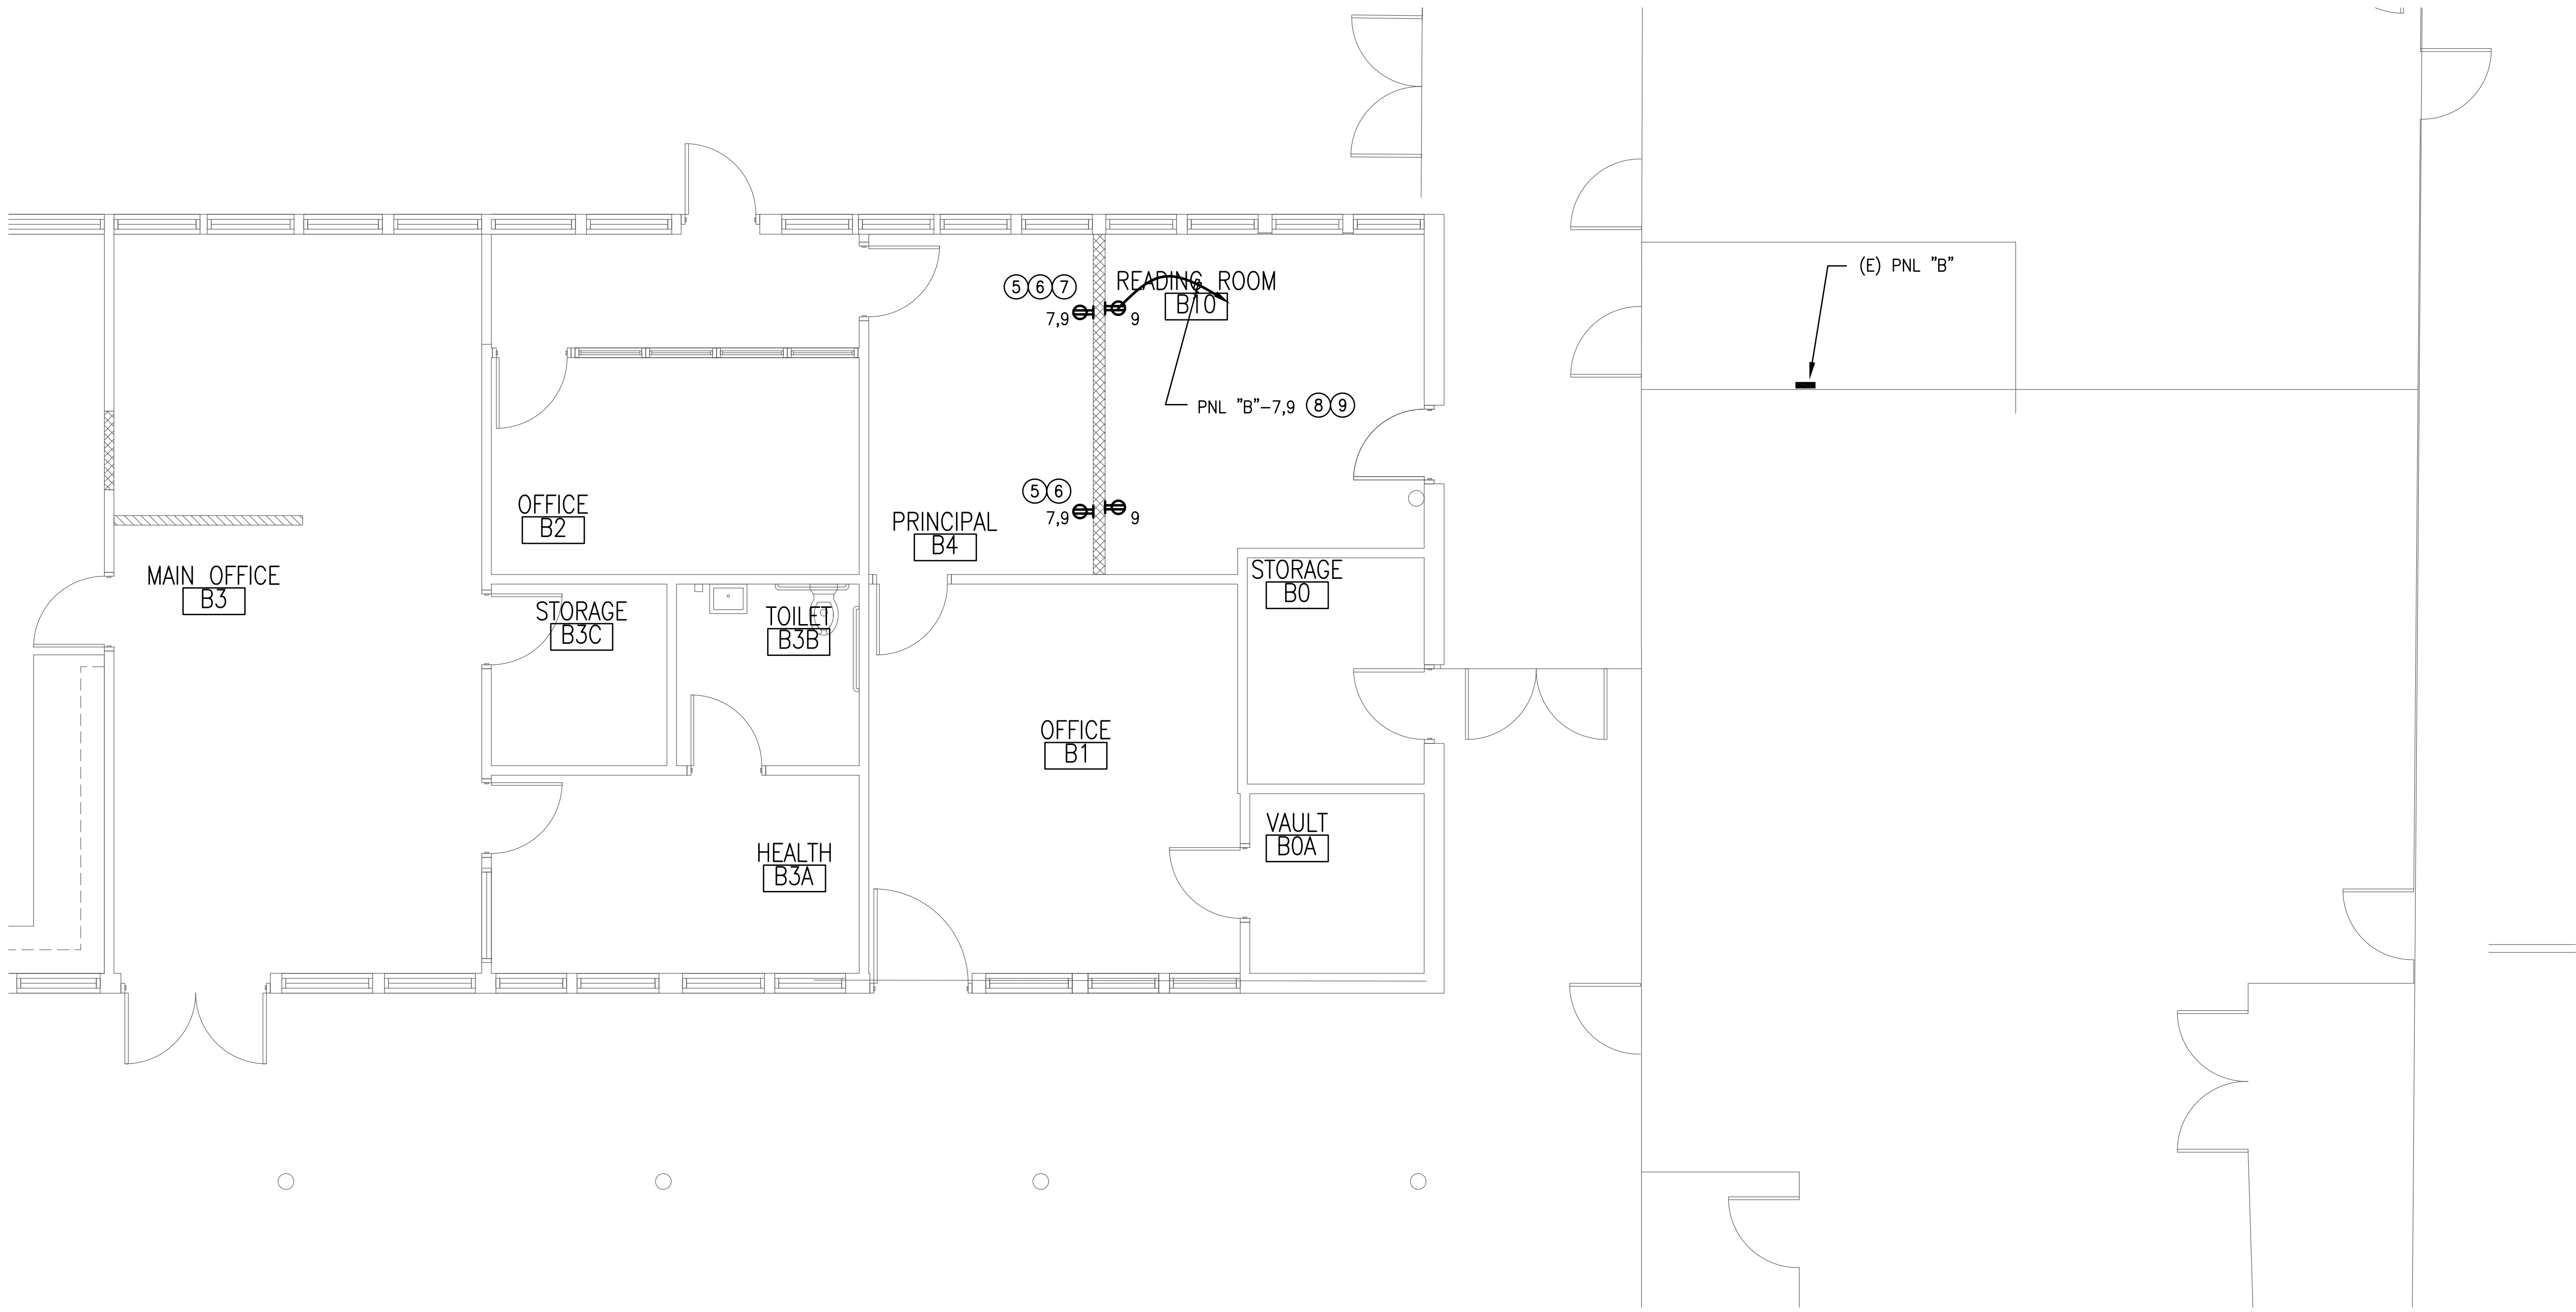 (E) PNL "B"
READING ROOM
B10
5 6 7
7,9
9
PNL "B"-7,9 8 9
5 6
7,9
9
OFFICE
B2
PRINCIPAL
B4
MAIN OFFICE
B3
STORAGE
B3C
TOILET
B3B
STORAGE
B0
OFFICE
B1
HEALTH
B3A
VAULT
B0A